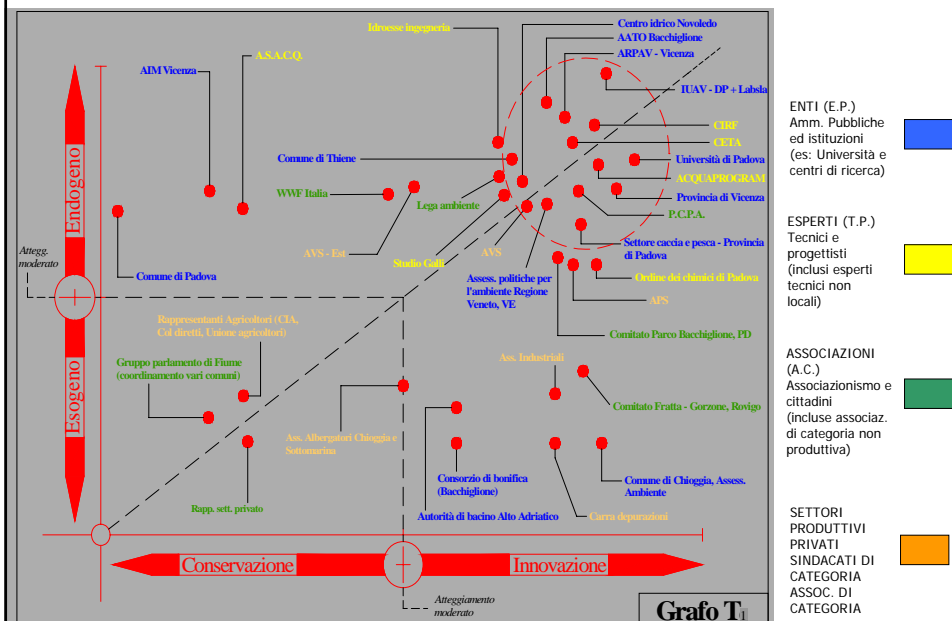 Idroesse ingegneria
Centro idrico Novoledo
AATO Bacchiglione
ARPAV - Vicenza
A.S.A.C.Q.
AIM Vicenza
IUAV - DP + Labsla
CIRF
CETA
Comune di Thiene
Università di Padova
ACQUAPROGRAM
WWF Italia
Lega ambiente
Provincia di Vicenza
P.C.P.A.
Endogeno
Attegg.
moderato
AVS - Est
AVS
Studio Galli
Settore caccia e pesca - Provincia
di Padova
Comune di Padova
Assess. politiche per
l'ambiente Regione
Veneto, VE
Ordine dei chimici di Padova
APS
Rappresentanti Agricoltori (CIA,
Col diretti, Unione agricoltori)
Comitato Parco Bacchiglione, PD
Gruppo parlamento di Fiume
(coordinamento vari comuni)
Ass. Industriali
Esogeno
Comitato Fratta - Gorzone, Rovigo
Ass. Albergatori Chioggia e
Sottomarina
Consorzio di bonifica
(Bacchiglione)
Comune di Chioggia, Assess.
Ambiente
Rapp. sett. privato
Autorità di bacino Alto Adriatico
Carra depurazioni
Conservazione
Innovazione
Atteggiamento
moderato
Grafo T1
ENTI (E.P.)
Amm. Pubbliche
ed istituzioni
(es: Università e
centri di ricerca)
ESPERTI (T.P.)
Tecnici e
progettisti
(inclusi esperti
tecnici non
locali)
ASSOCIAZIONI
(A.C.)
Associazionismo e
cittadini
(incluse associaz.
di categoria non
produttiva)
SETTORI
PRODUTTIVI
PRIVATI
SINDACATI DI
CATEGORIA
ASSOC. DI
CATEGORIA